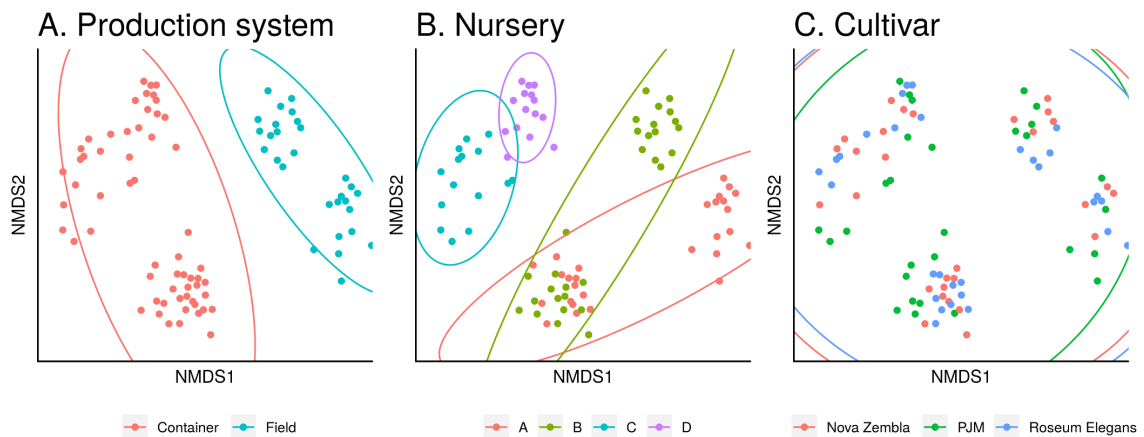 A. Production system
B. Nursery
C. Cultivar
NMDS2
NMDS2
NMDS2
NMDS1
NMDS1
NMDS1
Container
Field
A
B
C
D
Nova Zembla
PJM
Roseum Elegans